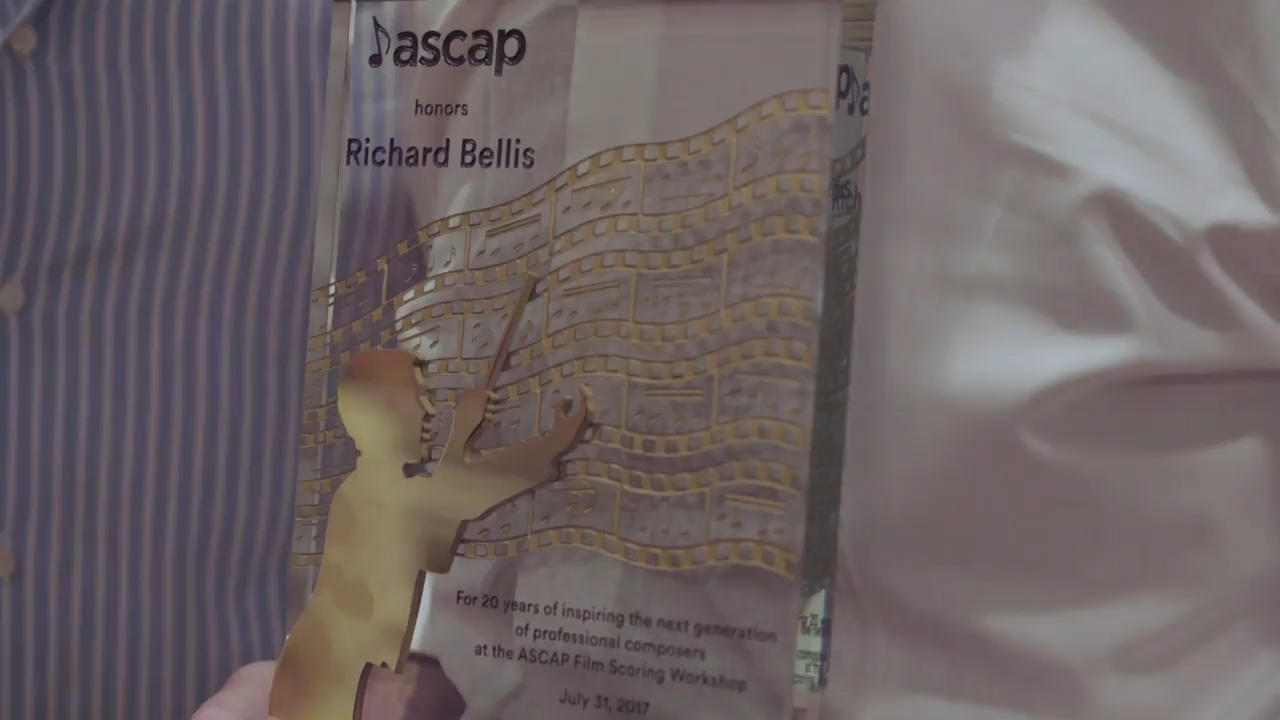 ascap
honors
Richard Bellis
For 20 years of inspiring the next generation
of professional composers
at the ASCAP Film Scoring Workshop
July 31, 2017